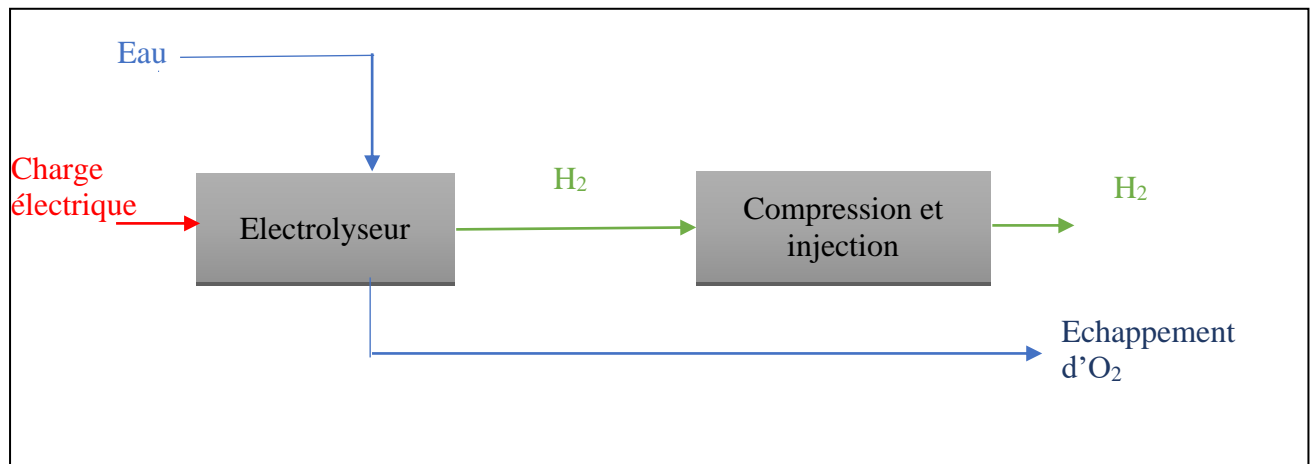 Eau
Charge
électrique
Electrolyseur
H₂
Compression et
injection
H₂
Echappement
d’O₂